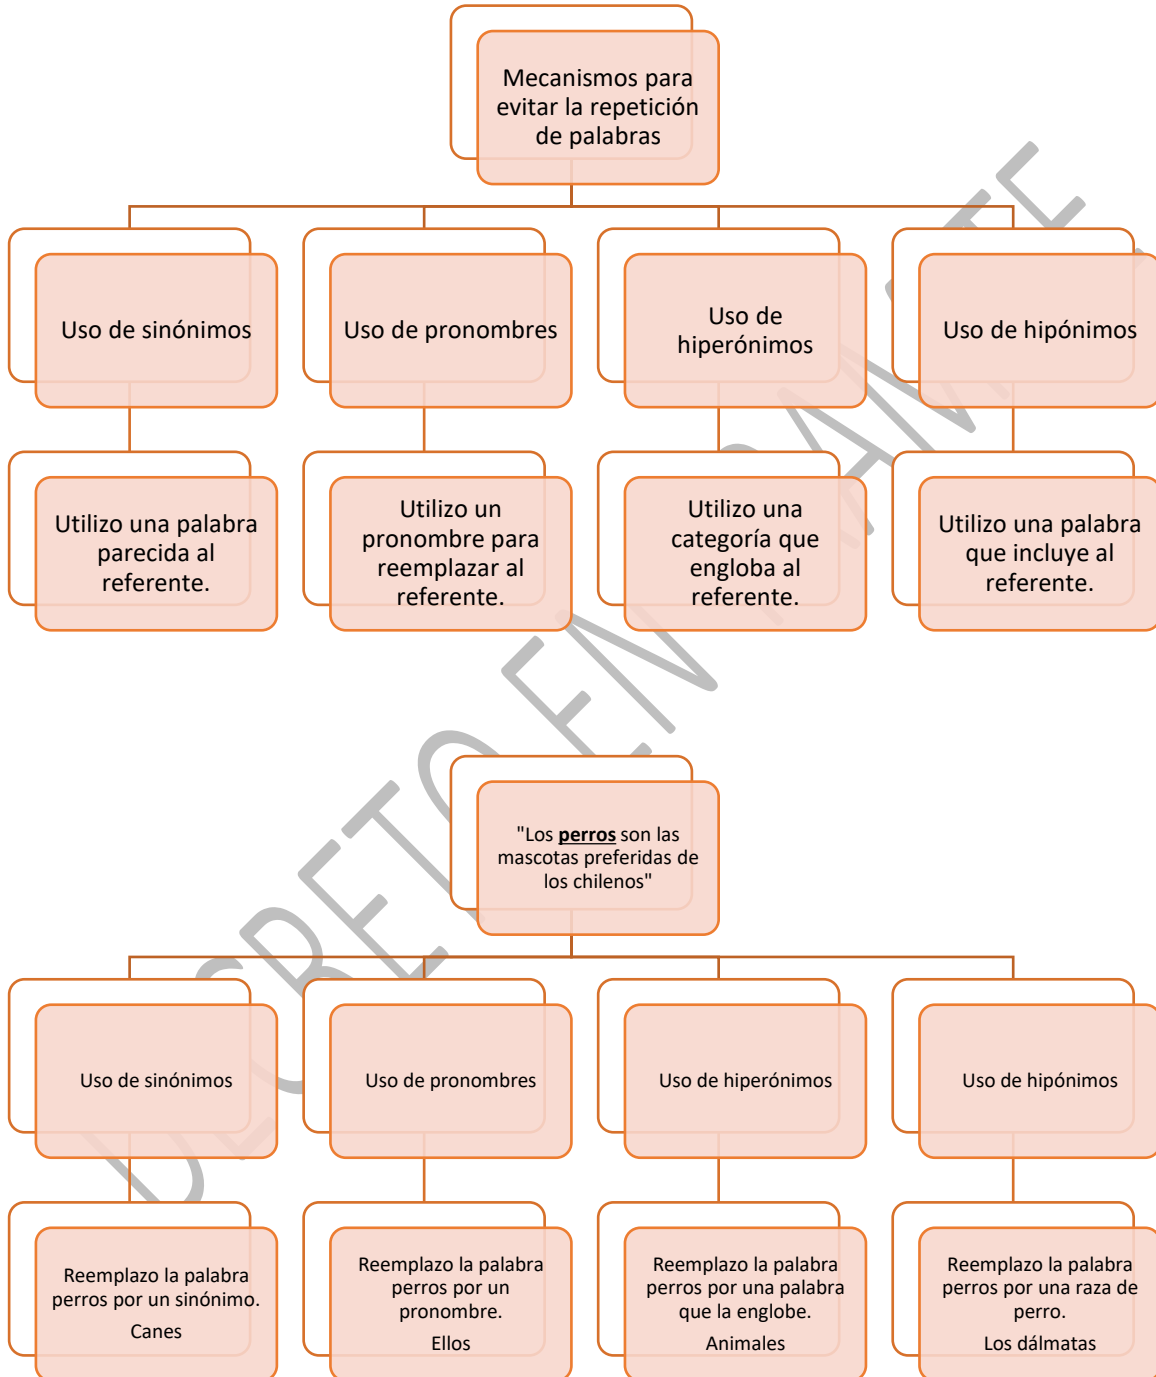 Mecanismos para
evitar la repetición
de palabras
Uso de sinónimos
Uso de pronombres
Uso de
hiperónimos
Uso de hipónimos
Utilizo una palabra
parecida al
referente.
Utilizo un
pronombre para
reemplazar al
referente.
Utilizo una
categoría que
engloba al
referente.
Utilizo una palabra
que incluye al
referente.
"Los perros son las
mascotas preferidas de
los chilenos"
Uso de sinónimos
Uso de pronombres
Uso de hiperónimos
Uso de hipónimos
Reemplazo la palabra
perros por un sinónimo.
Canes
Reemplazo la palabra
perros por un
pronombre.
Ellos
Reemplazo la palabra
perros por una palabra
que la englobe.
Animales
Reemplazo la palabra
perros por una raza de
perro.
Los dálmatas